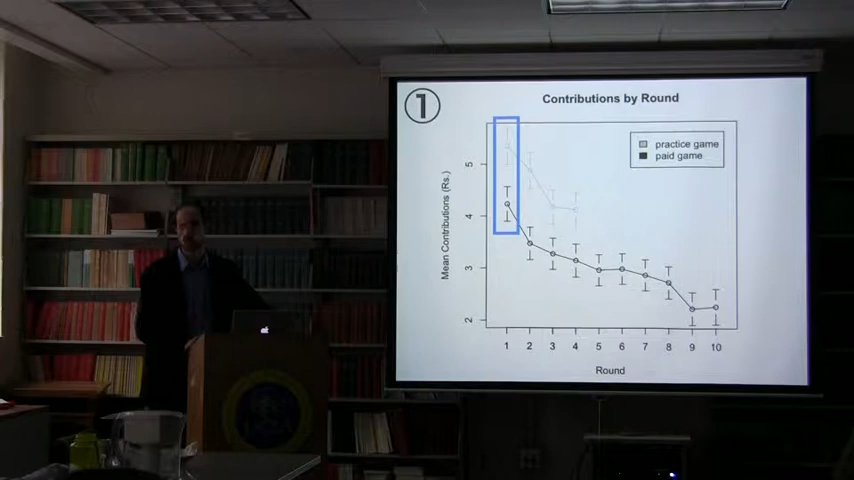 1
Contributions by Round
practice game
paid game
Mean Contributions (Rs.)
5
4
3
2
1 2 3 4 5 6 7 8 9 10
Round